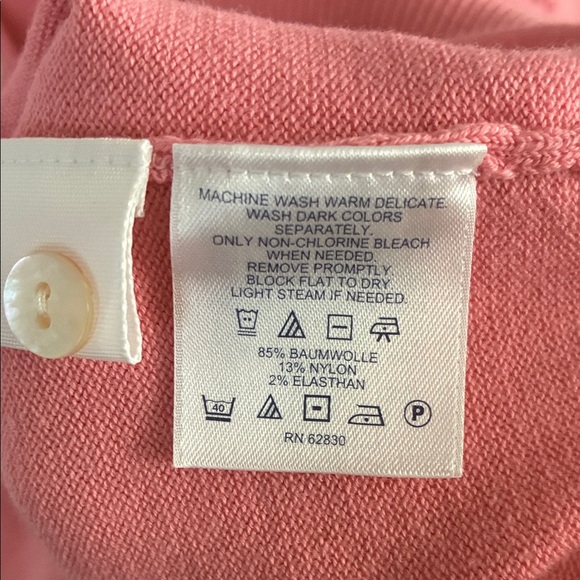 MACHINE WASH WARM DELICATE.
WASH DARK COLORS
SEPARATELY.
ONLY NON-CHLORINE BLEACH
WHEN NEEDED.
REMOVE PROMPTLY.
BLOCK FLAT TO DRY.
LIGHT STEAM IF NEEDED.
85% BAUMWOLLE
13% NYLON
2% ELASTHAN
40 P
RN 62830